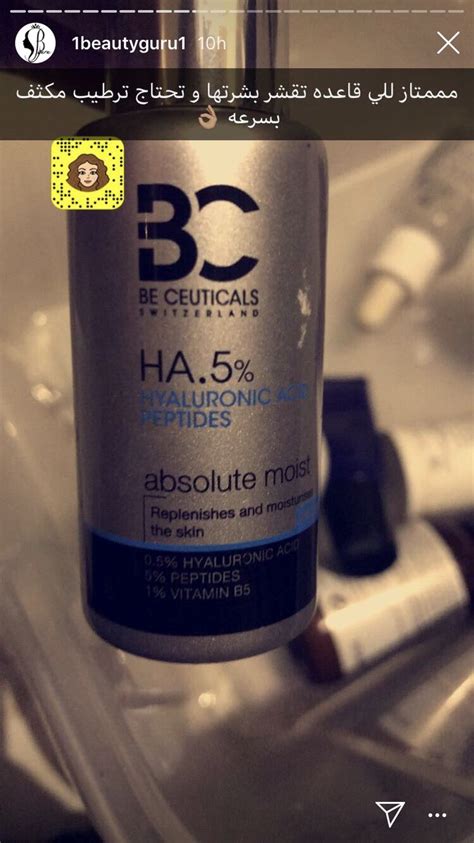 1beautyguru1 10h
مممتاز للي قاعده تقشر بشرتها و تحتاج ترطيب مكثف
بسرعه 👌🏼
BC
BE CEUTICALS
SWITZERLAND
HA.5%
HYALURONIC ACID
PEPTIDES
absolute moist
Replenishes and moisturises
the skin
0.5% HYALURONIC ACID
5% PEPTIDES
1% VITAMIN B5